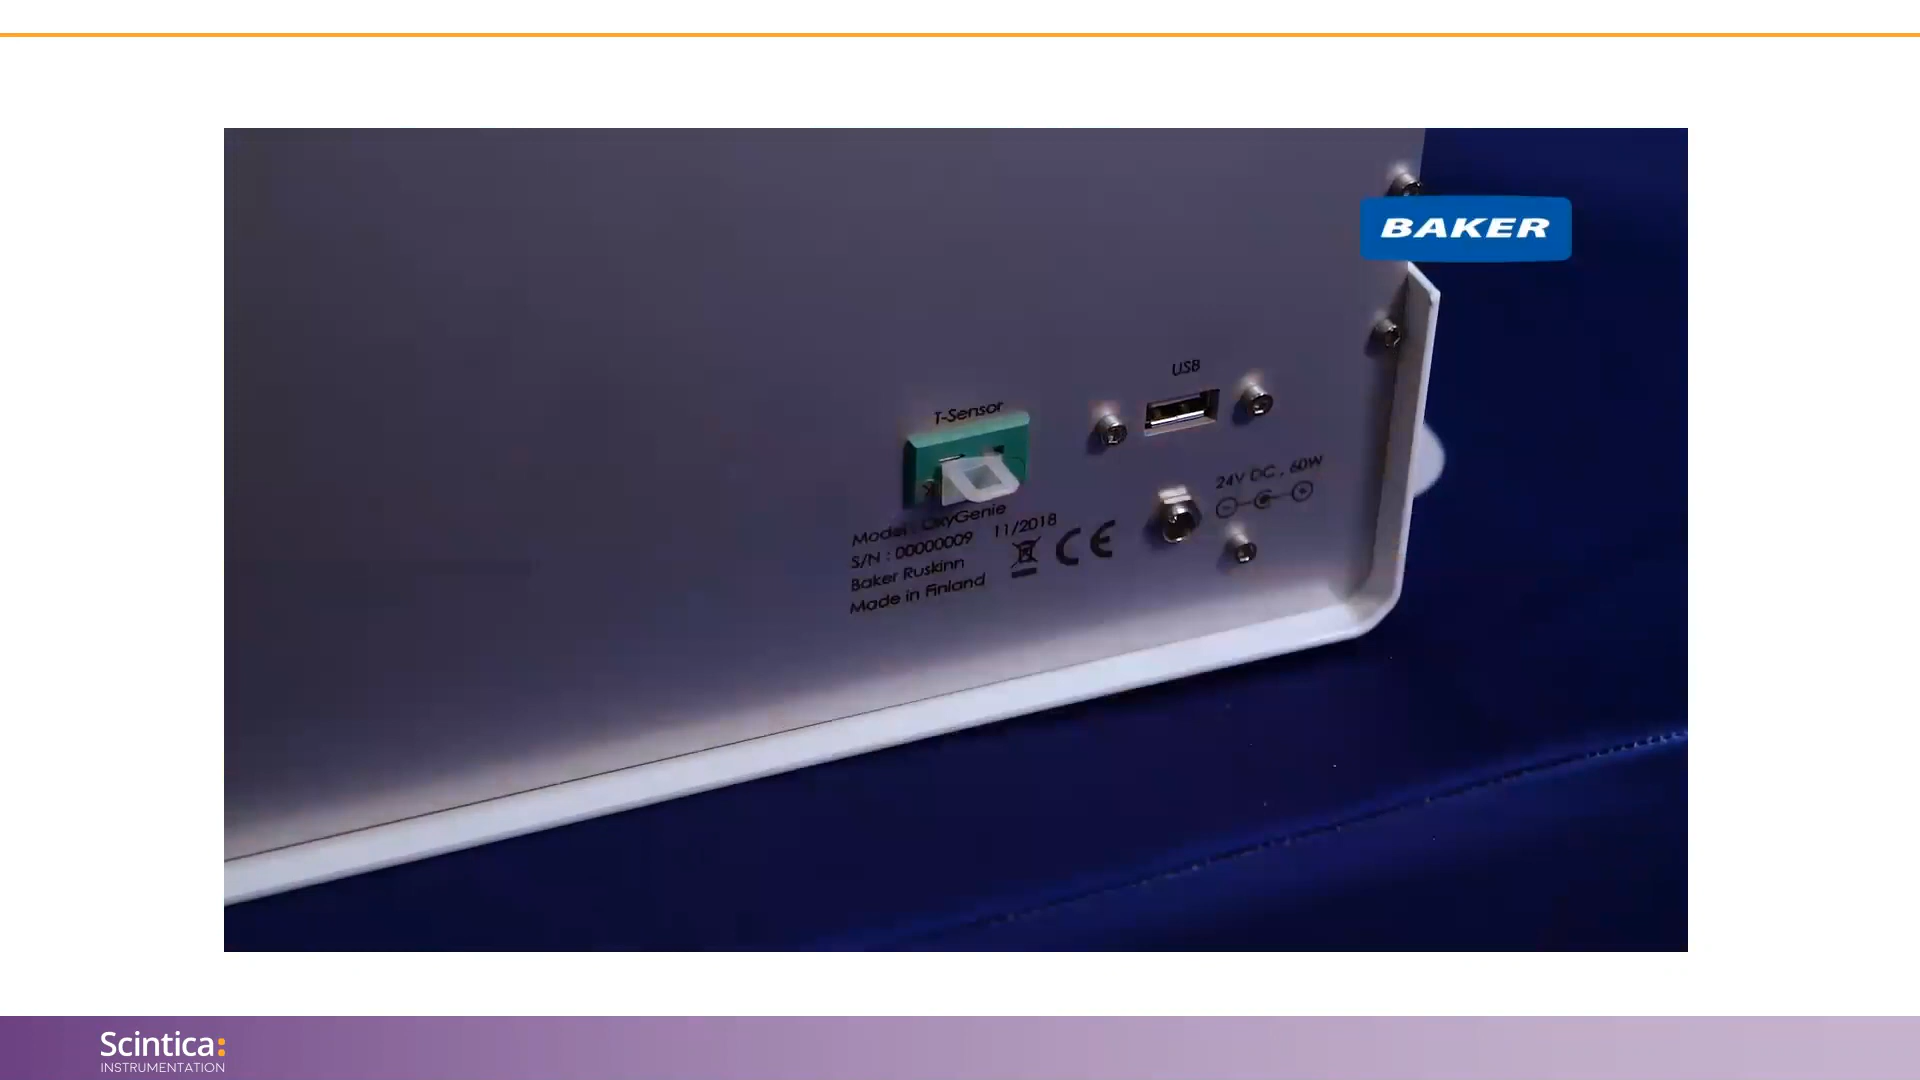 BAKER
USB
T-Sensor
24V DC , 60W
Model : OxyGenie
S/N : 00000009 11/2018
Baker Ruskinn
Made in Finland
CE
Scintica:
INSTRUMENTATION